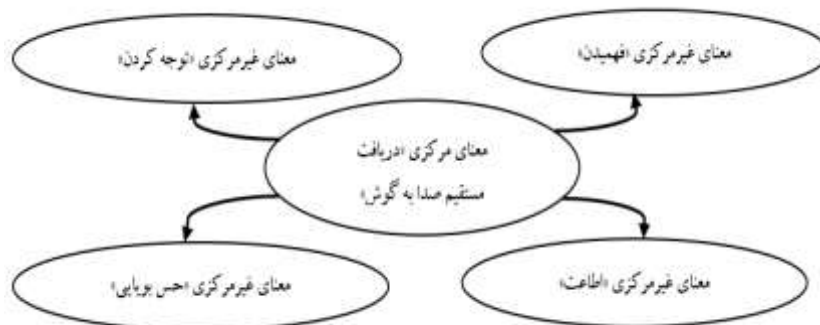 معنای غیرمرکزی «فهمیدن»
معنای غیرمرکزی «توجه کردن»
معنای مرکزی «دریافت
مستقیم صدا به گوش»
معنای غیرمرکزی «اطاعت»
معنای غیرمرکزی «حس بویایی»